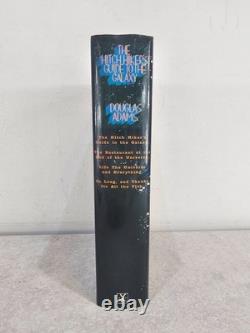 THE
HITCH HIKER'S
GUIDE TO THE
GALAXY
DOUGLAS
ADAMS
The Hitch Hiker's
Guide to the Galaxy
The Restaurant at the
End of the Universe
Life The Universe
and Everything
So Long, and Thanks
for All the Fish